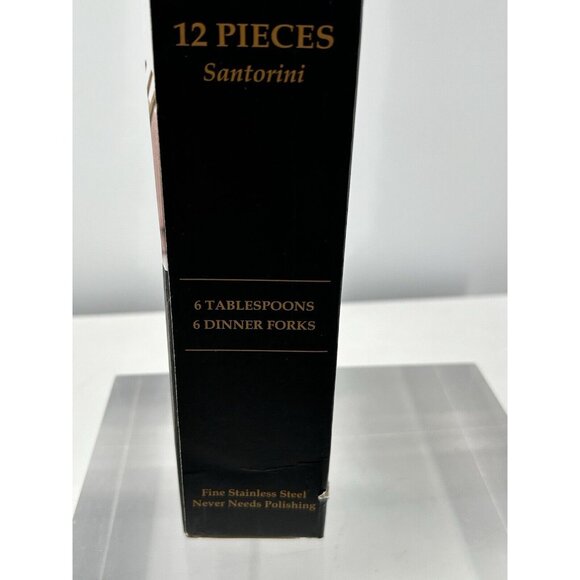 12 PIECES
Santorini
6 TABLESPOONS
6 DINNER FORKS
Fine Stainless Steel
Never Needs Polishing